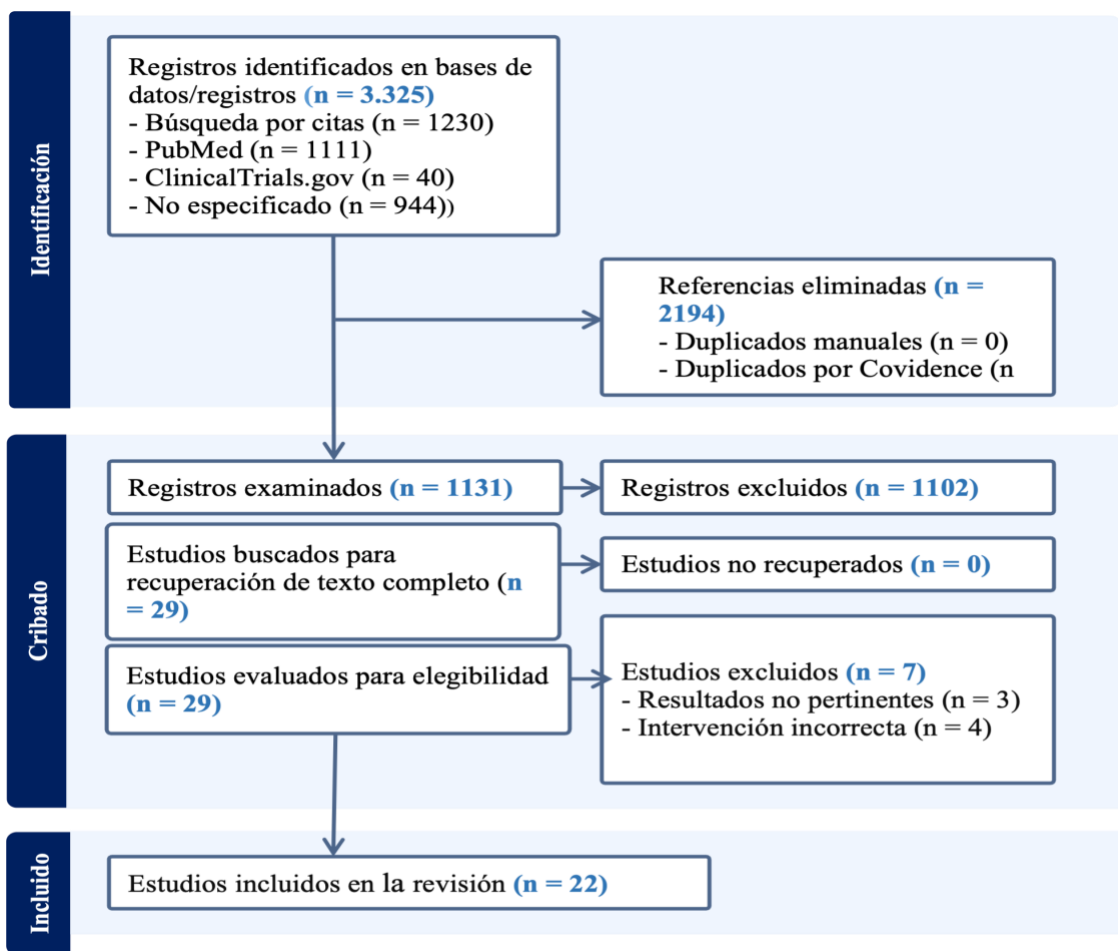 Identificación
Registros identificados en bases de
datos/registros (n = 3.325)
- Búsqueda por citas (n = 1230)
- PubMed (n = 1111)
- ClinicalTrials.gov (n = 40)
- No especificado (n = 944))
Referencias eliminadas (n =
2194)
- Duplicados manuales (n = 0)
- Duplicados por Covidence (n
Cribado
Registros examinados (n = 1131)
Registros excluidos (n = 1102)
Estudios buscados para
recuperación de texto completo (n
= 29)
Estudios no recuperados (n = 0)
Estudios evaluados para elegibilidad
(n = 29)
Estudios excluidos (n = 7)
- Resultados no pertinentes (n = 3)
- Intervención incorrecta (n = 4)
Incluido
Estudios incluidos en la revisión (n = 22)